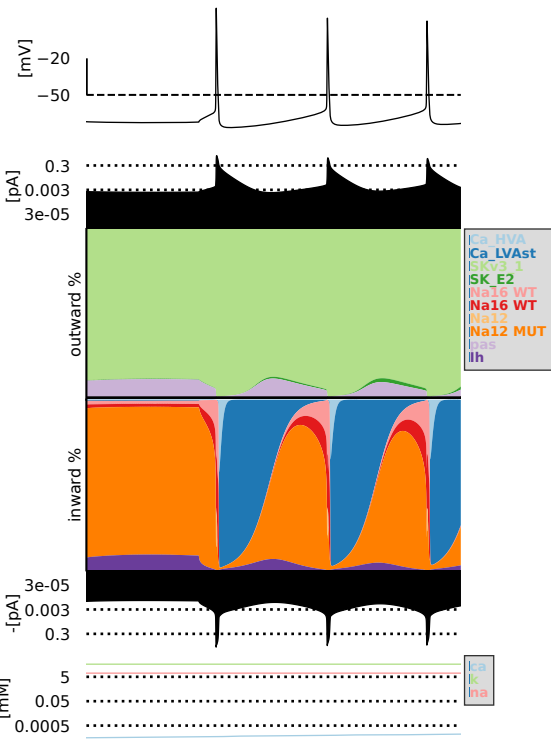 [mV]
−20
−50
[pA]
0.3
0.003
3e-05
outward %
Ca_HVA
Ca_LVAst
SKv3_1
SK_E2
Na16 WT
Na16 WT
Na12
Na12 MUT
pas
Ih
inward %
-[pA]
3e-05
0.003
0.3
[mM]
5
0.05
0.0005
ca
k
na